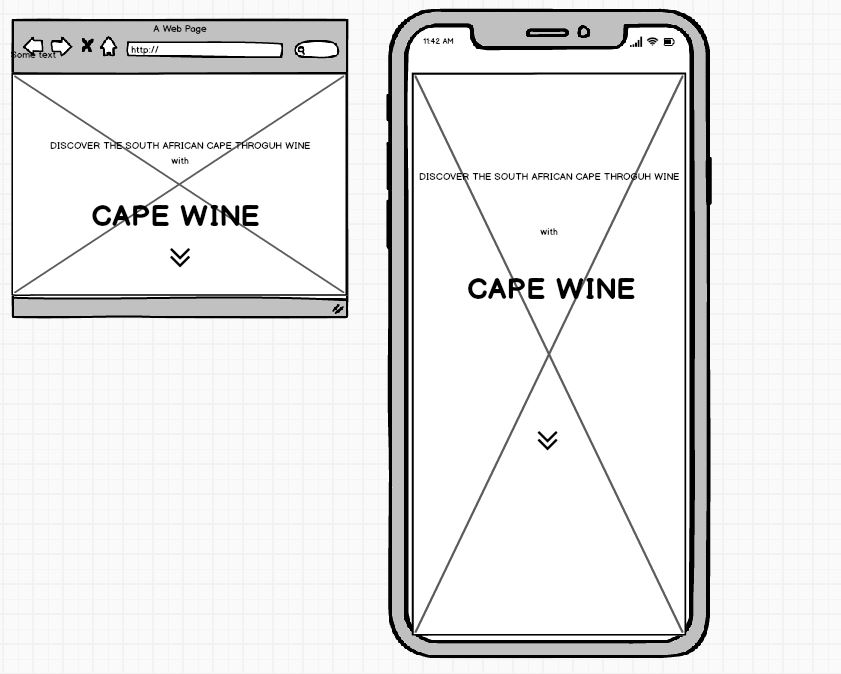 A Web Page
http://
Some text
DISCOVER THE SOUTH AFRICAN CAPE THROGUH WINE
with
CAPE WINE
11:42 AM
DISCOVER THE SOUTH AFRICAN CAPE THROGUH WINE
with
CAPE WINE